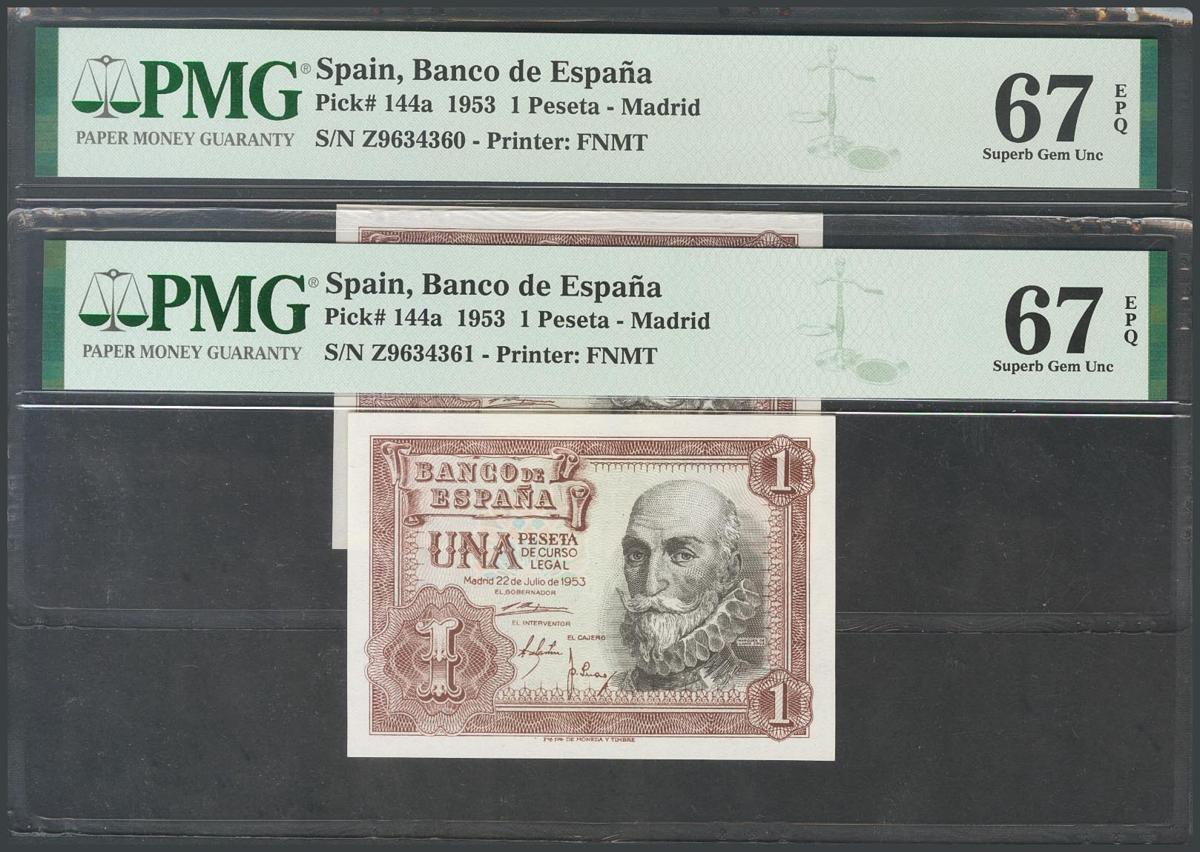 PMG®
PAPER MONEY GUARANTY
Spain, Banco de España
Pick# 144a 1953 1 Peseta - Madrid
S/N Z9634360 - Printer: FNMT
67
EPQ
Superb Gem Unc
PMG®
PAPER MONEY GUARANTY
Spain, Banco de España
Pick# 144a 1953 1 Peseta - Madrid
S/N Z9634361 - Printer: FNMT
67
EPQ
Superb Gem Unc
BANCO DE
ESPAÑA
1
UNA PESETA
DE CURSO
LEGAL
Madrid 22 de Julio de 1953
EL GOBERNADOR
EL INTERVENTOR
EL CAJERO
1
1
DE MONEDA Y TIMBRE